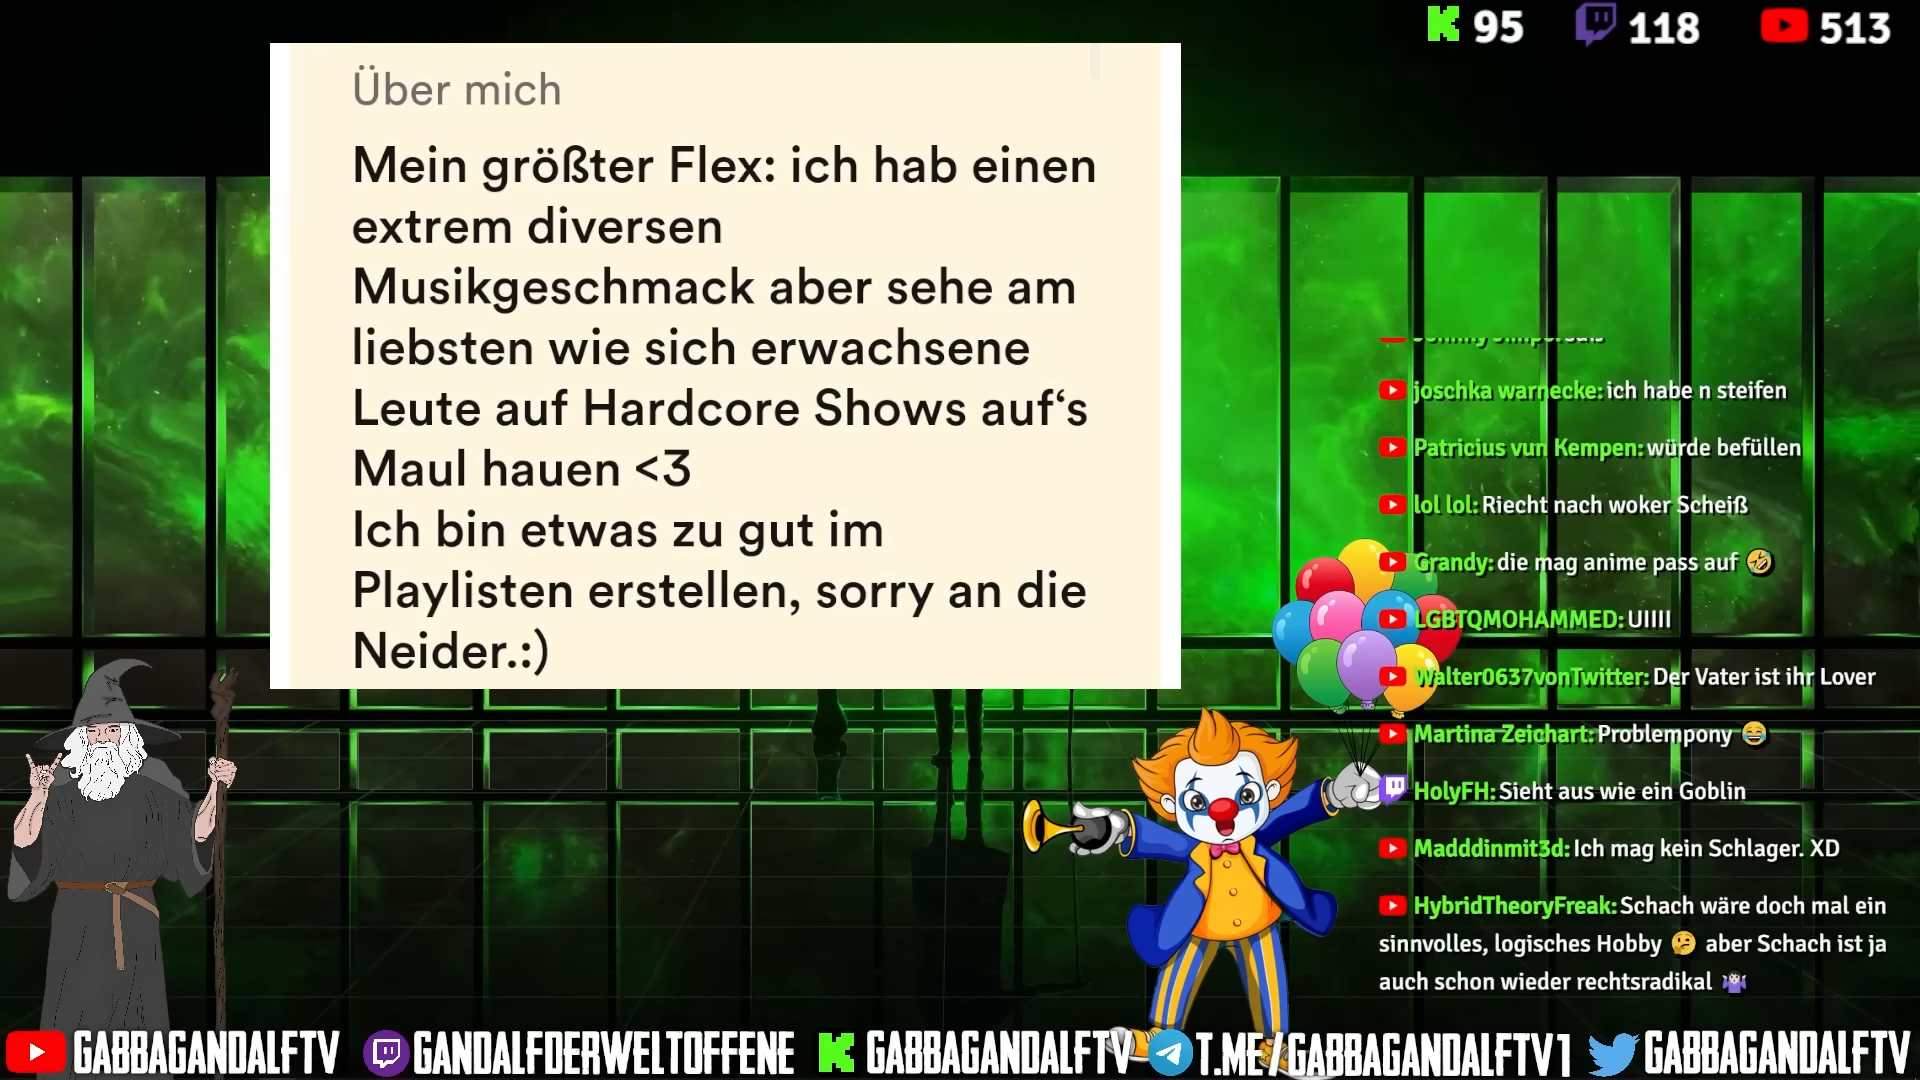 95 118 513
Über mich
Mein größter Flex: ich hab einen
extrem diversen
Musikgeschmack aber sehe am
liebsten wie sich erwachsene
Leute auf Hardcore Shows auf‘s
Maul hauen <3
Ich bin etwas zu gut im
Playlisten erstellen, sorry an die
Neider.:)
joschka warnecke: ich habe n steifen
Patricius vun Kempen: würde befüllen
lol lol: Riecht nach woker Scheiß
Grandy: die mag anime pass auf 🤣
LGBTQMOHAMMED: UIIII
Walter0637vonTwitter: Der Vater ist ihr Lover
Martina Zeichart: Problempony 😂
HolyFH: Sieht aus wie ein Goblin
Madddinmit3d: Ich mag kein Schlager. XD
HybridTheoryFreak: Schach wäre doch mal ein
sinnvolles, logisches Hobby 🤔 aber Schach ist ja
auch schon wieder rechtsradikal 🤷🏻‍♀️
GABBAGANDALFTV GANDALFDERWELTOFFENE GABBAGANDALFTV T.ME/GABBAGANDALFTV1 GABBAGANDALFTV